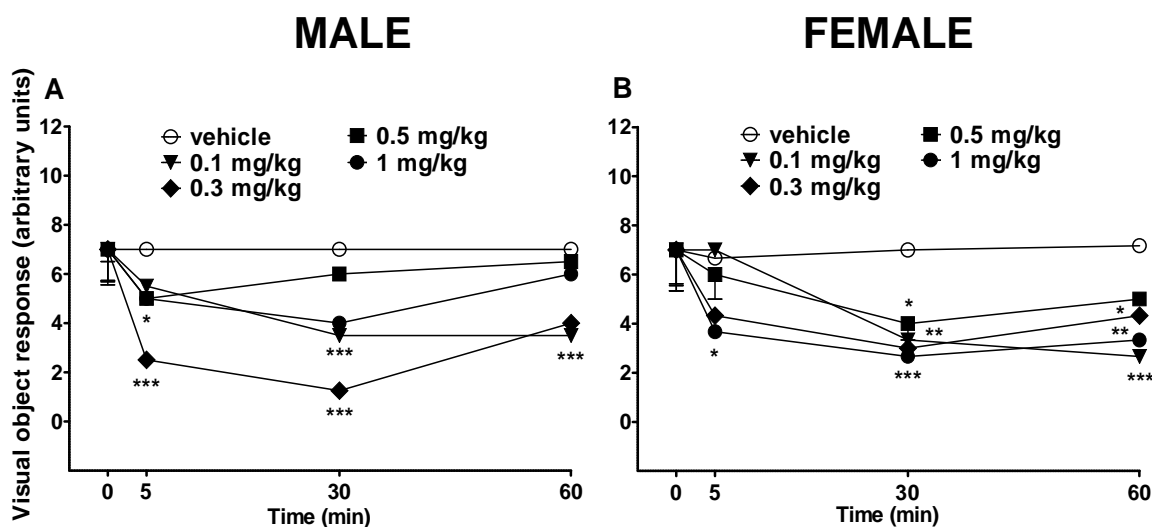 MALE
FEMALE
Visual object response (arbitrary units)
A
12
10
8
6
4
2
0
vehicle
0.1 mg/kg
0.3 mg/kg
0.5 mg/kg
1 mg/kg
*
***
***
***
0 5 30 60
Time (min)
B
12
10
8
6
4
2
0
vehicle
0.1 mg/kg
0.3 mg/kg
0.5 mg/kg
1 mg/kg
*
*
**
***
*
**
***
0 5 30 60
Time (min)